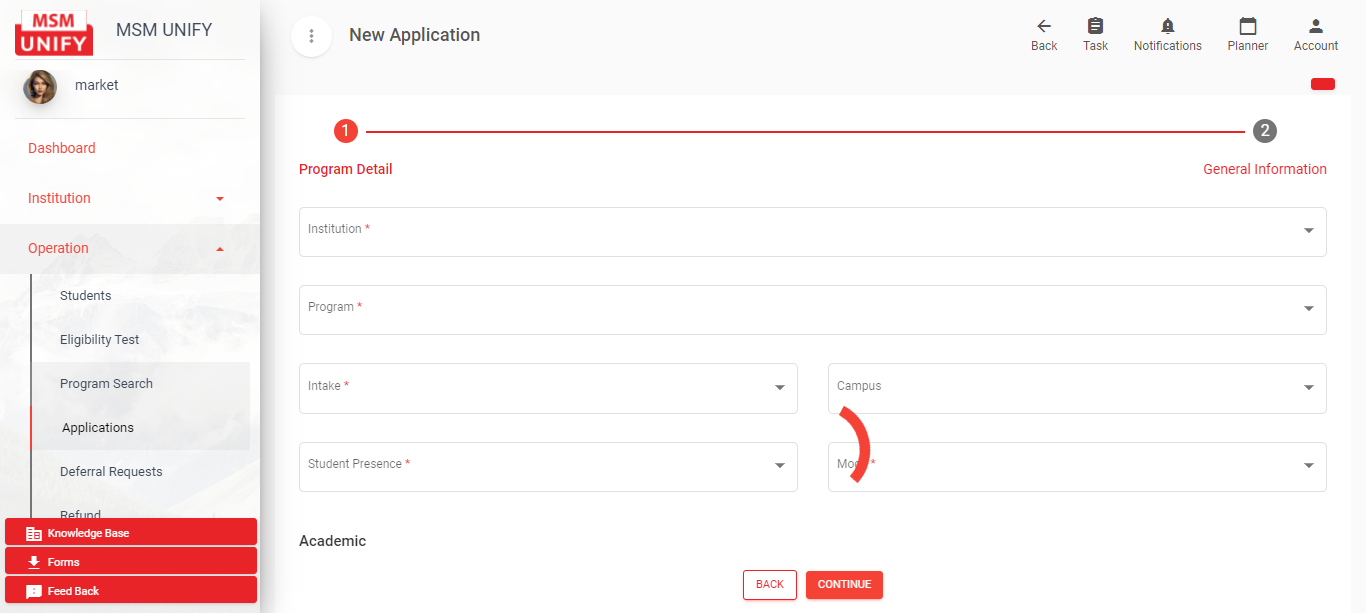 MSM
UNIFY
MSM UNIFY
market
Dashboard
Institution
Operation
Students
Eligibility Test
Program Search
Applications
Deferral Requests
Refund
Knowledge Base
Forms
Feed Back
New Application
Back
Task
Notifications
Planner
Account
1
2
Program Detail
General Information
Institution *
Program *
Intake *
Campus
Student Presence *
Academic
BACK
CONTINUE